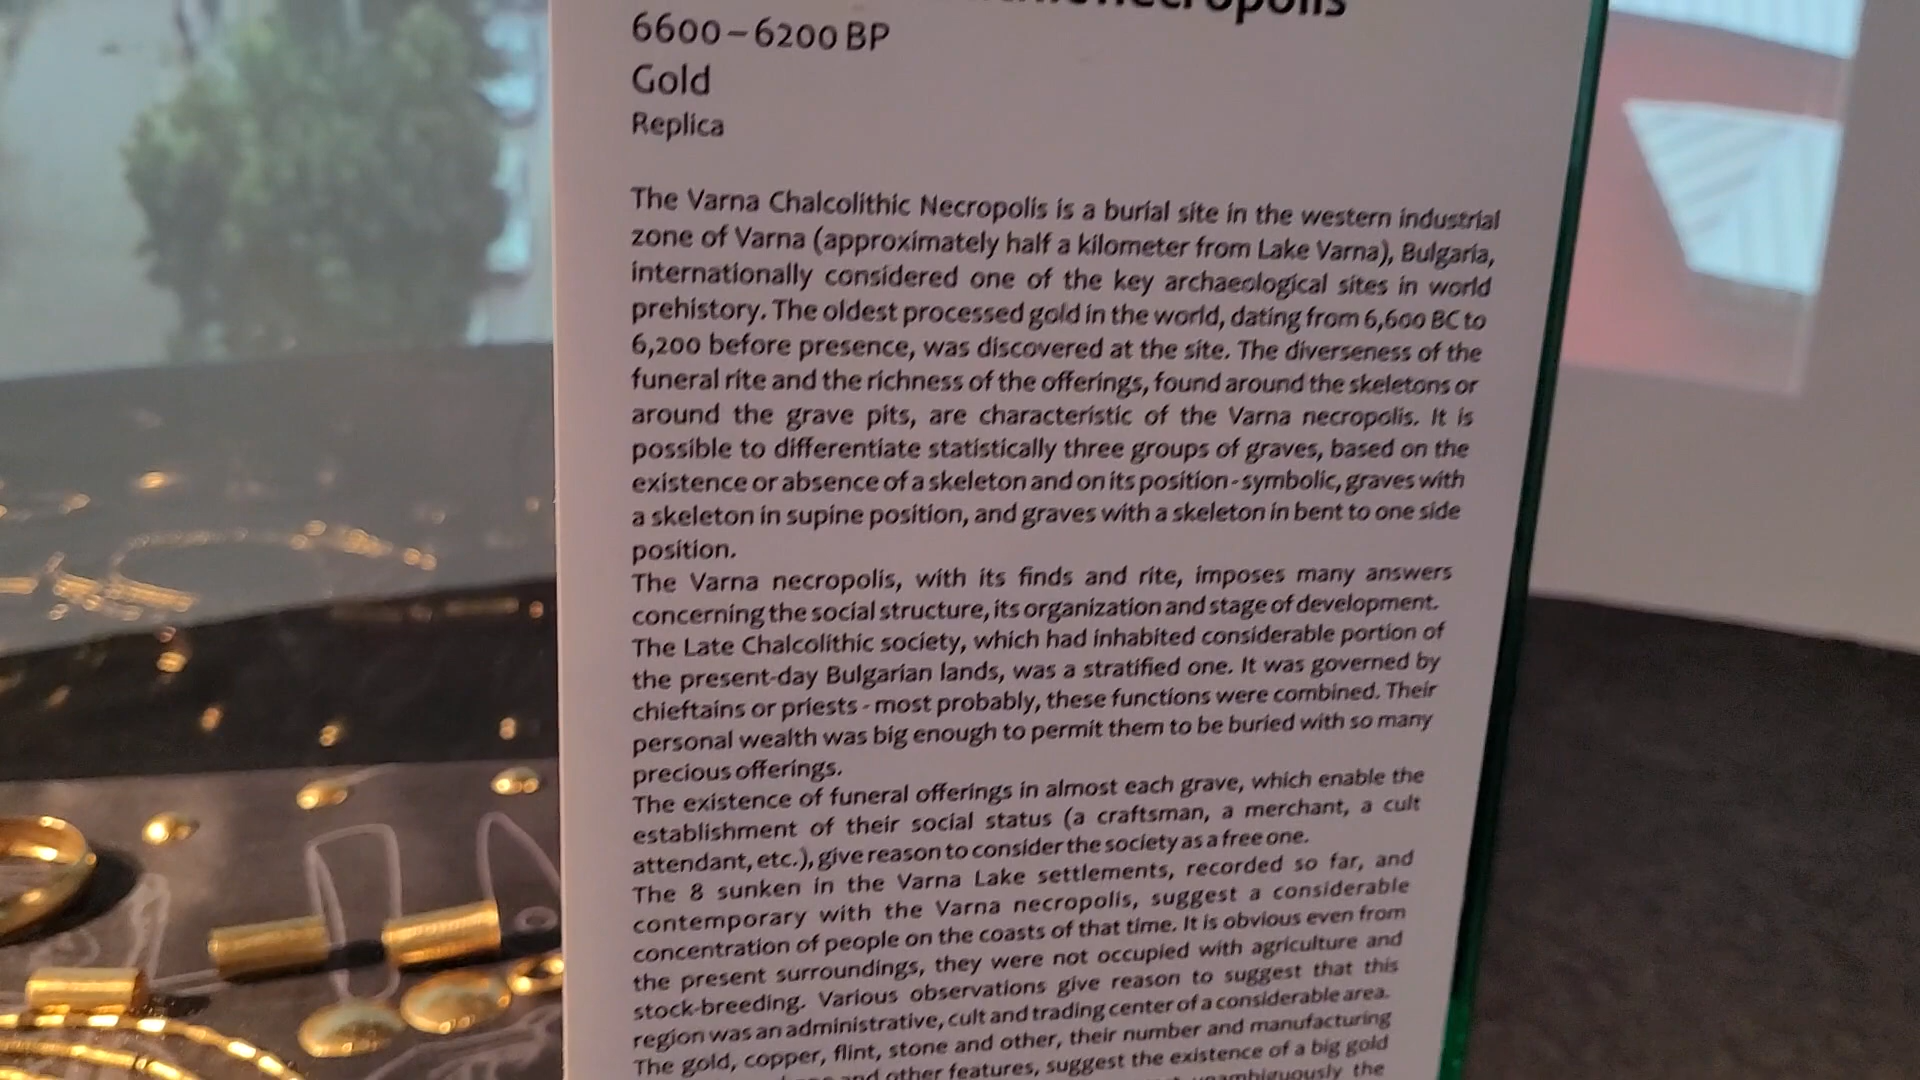 necropolis
6600–6200 BP
Gold
Replica
The Varna Chalcolithic Necropolis is a burial site in the western industrial
zone of Varna (approximately half a kilometer from Lake Varna), Bulgaria,
internationally considered one of the key archaeological sites in world
prehistory. The oldest processed gold in the world, dating from 6,600 BC to
6,200 before presence, was discovered at the site. The diverseness of the
funeral rite and the richness of the offerings, found around the skeletons or
around the grave pits, are characteristic of the Varna necropolis. It is
possible to differentiate statistically three groups of graves, based on the
existence or absence of a skeleton and on its position - symbolic, graves with
a skeleton in supine position, and graves with a skeleton in bent to one side
position.
The Varna necropolis, with its finds and rite, imposes many answers
concerning the social structure, its organization and stage of development.
The Late Chalcolithic society, which had inhabited considerable portion of
the present-day Bulgarian lands, was a stratified one. It was governed by
chieftains or priests - most probably, these functions were combined. Their
personal wealth was big enough to permit them to be buried with so many
precious offerings.
The existence of funeral offerings in almost each grave, which enable the
establishment of their social status (a craftsman, a merchant, a cult
attendant, etc.), give reason to consider the society as a free one.
The 8 sunken in the Varna Lake settlements, recorded so far, and
contemporary with the Varna necropolis, suggest a considerable
concentration of people on the coasts of that time. It is obvious even from
the present surroundings, they were not occupied with agriculture and
stock-breeding. Various observations give reason to suggest that this
region was an administrative, cult and trading center of a considerable area.
The gold, copper, flint, stone and other, their number and manufacturing
and other features, suggest the existence of a big gold
unambiguously the